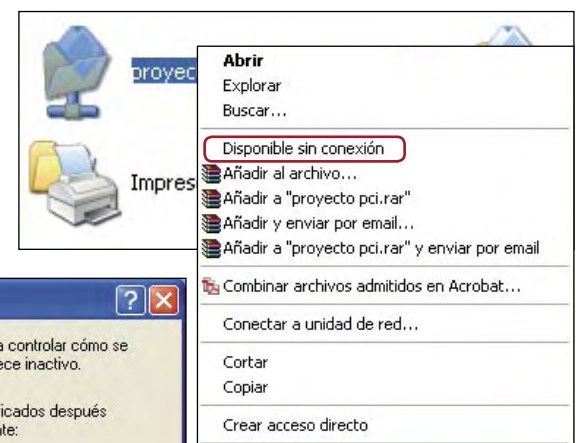 proyec
Impres
Abrir
Explorar
Buscar...
Disponible sin conexión
Añadir al archivo...
Añadir a "proyecto pci.rar"
Añadir y enviar por email...
Añadir a "proyecto pci.rar" y enviar por email
Combinar archivos admitidos en Acrobat...
Conectar a unidad de red...
Cortar
Copiar
Crear acceso directo
a controlar cómo se
ece inactivo.
icados después
te: